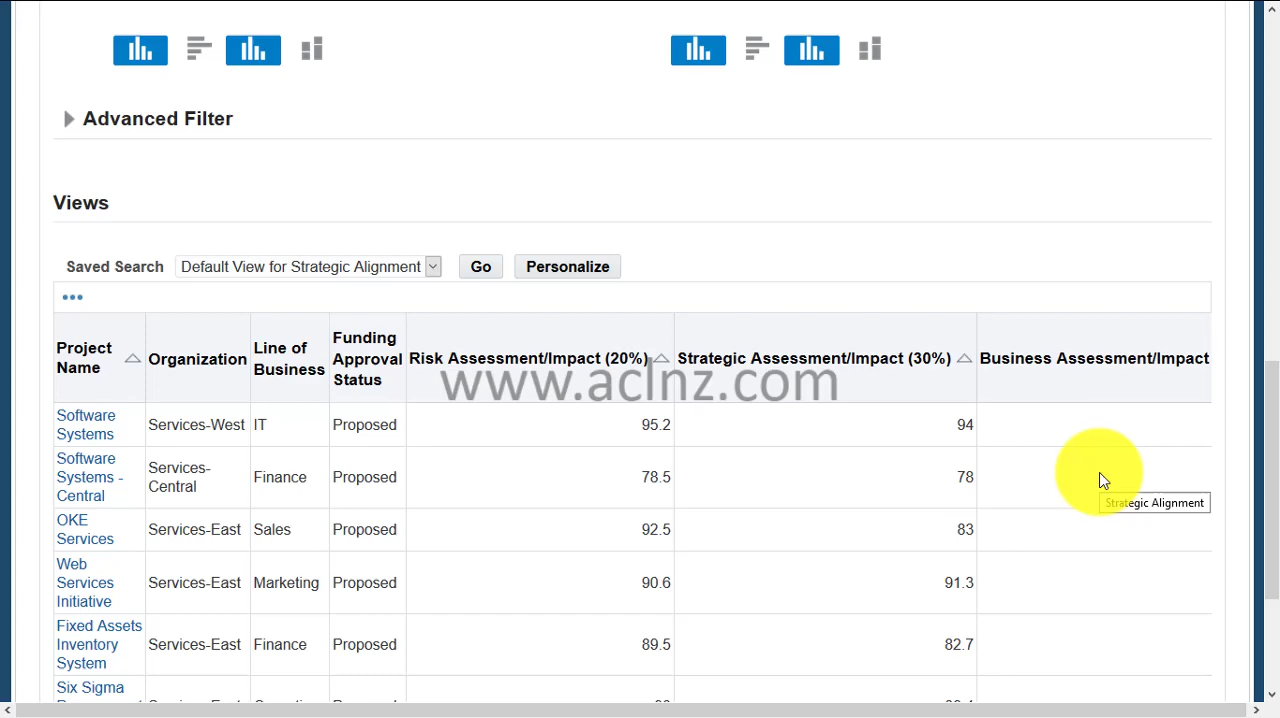 Advanced Filter
Views
Saved Search Default View for Strategic Alignment Go Personalize
Project Name Organization Line of Business Funding Approval Status Risk Assessment/Impact (20%) Strategic Assessment/Impact (30%) Business Assessment/Impact
www.aclnz.com
Software Systems Services-West IT Proposed 95.2 94
Software Systems - Central Services-Central Finance Proposed 78.5 78
Strategic Alignment
OKE Services Services-East Sales Proposed 92.5 83
Web Services Initiative Services-East Marketing Proposed 90.6 91.3
Fixed Assets Inventory System Services-East Finance Proposed 89.5 82.7
Six Sigma